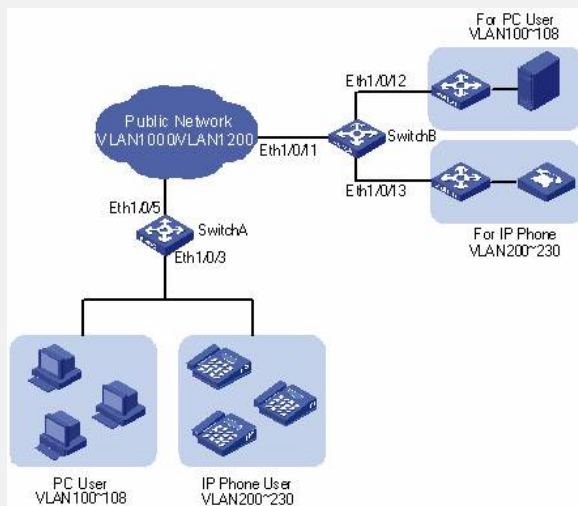 For PC User
VLAN100~108
Eth1/0/12
Public Network
VLAN1000/VLAN1200
Eth1/0/11
SwitchB
Eth1/0/13
Eth1/0/5
SwitchA
For IP Phone
VLAN200~230
Eth1/0/3
PC User
VLAN100~108
IP Phone User
VLAN200~230